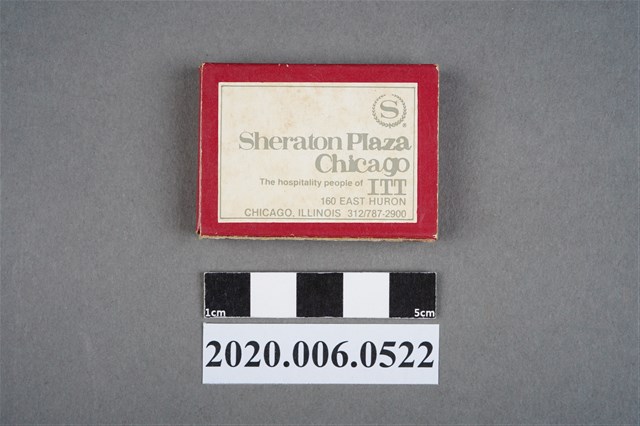 S
®
Sheraton Plaza
Chicago
The hospitality people of ITT
160 EAST HURON
CHICAGO, ILLINOIS 312/787-2900
1cm 5cm
2020.006.0522